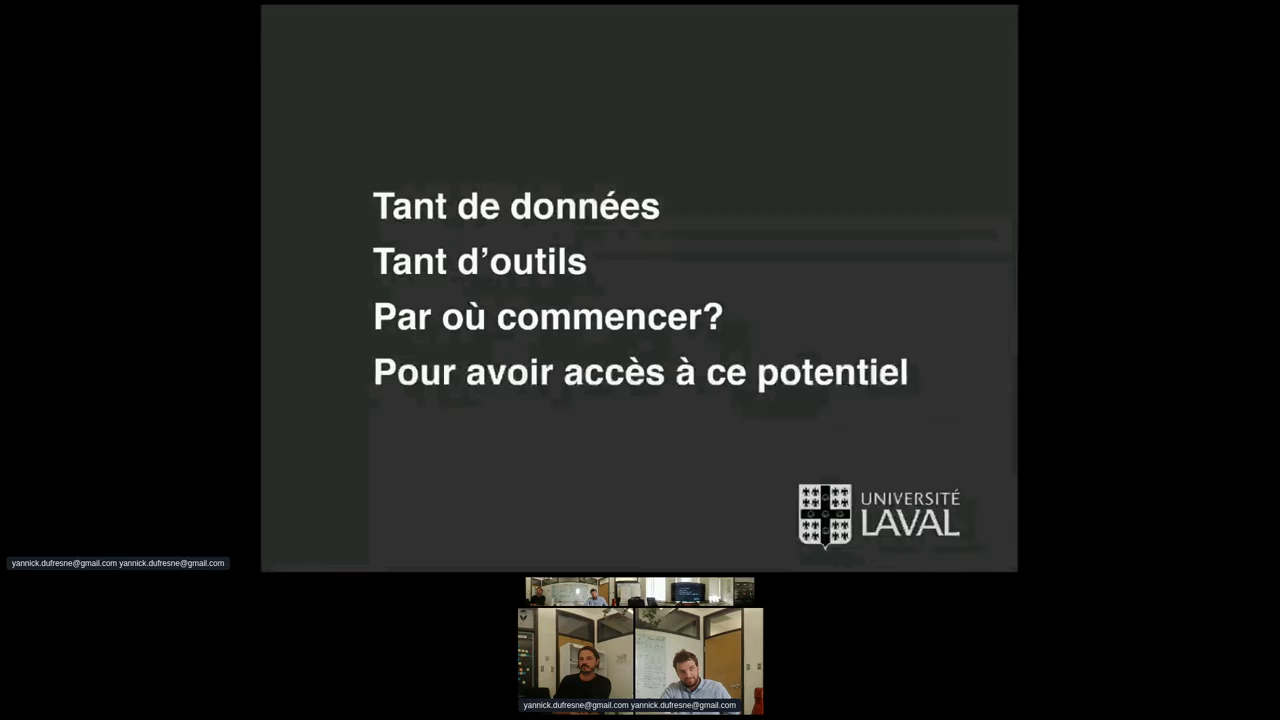 Tant de données
Tant d’outils
Par où commencer?
Pour avoir accès à ce potentiel
UNIVERSITÉ
LAVAL
yannick.dufresne@gmail.com yannick.dufresne@gmail.com
yannick.dufresne@gmail.com yannick.dufresne@gmail.com